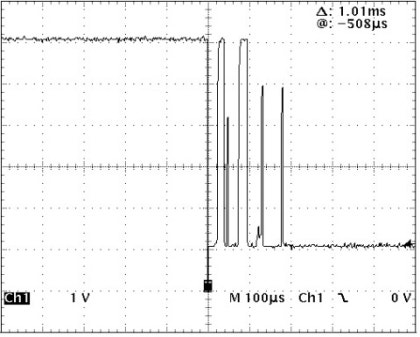 Δ: 1.01ms
@: -508µs
Ch1 1 V M 100µs Ch1 0 V